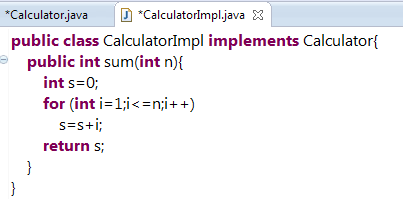 *Calculator.java *CalculatorImpl.java
public class CalculatorImpl implements Calculator{
public int sum(int n){
int s=0;
for (int i=1;i<=n;i++)
s=s+i;
return s;
}
}